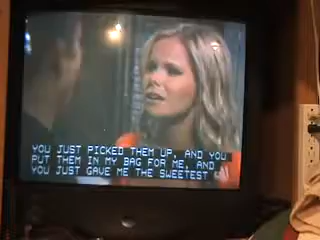 YOU JUST PICKED THEM UP, AND YOU
PUT THEM IN MY BAG FOR ME, AND
YOU JUST GAVE ME THE SWEETEST